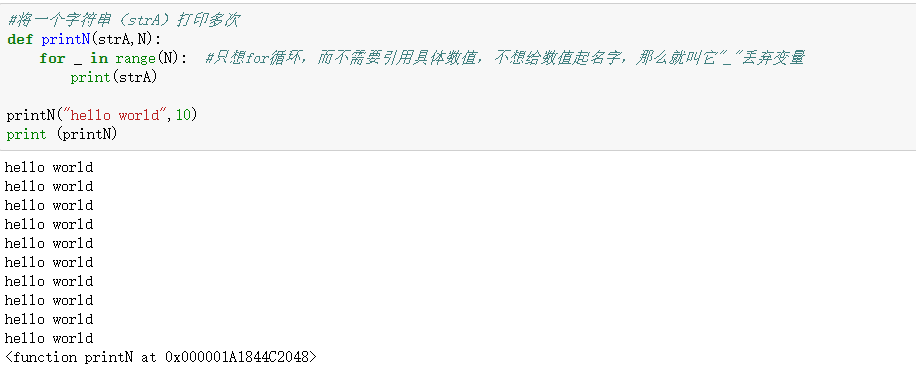 #将一个字符串（strA）打印多次
def printN(strA,N):
    for _ in range(N):  #只想for循环，而不需要引用具体数值，不想给数值起名字，那么就叫它"_"丢弃变量
        print(strA)
printN("hello world",10)
print (printN)
hello world
hello world
hello world
hello world
hello world
hello world
hello world
hello world
hello world
hello world
<function printN at 0x000001A1844C2048>